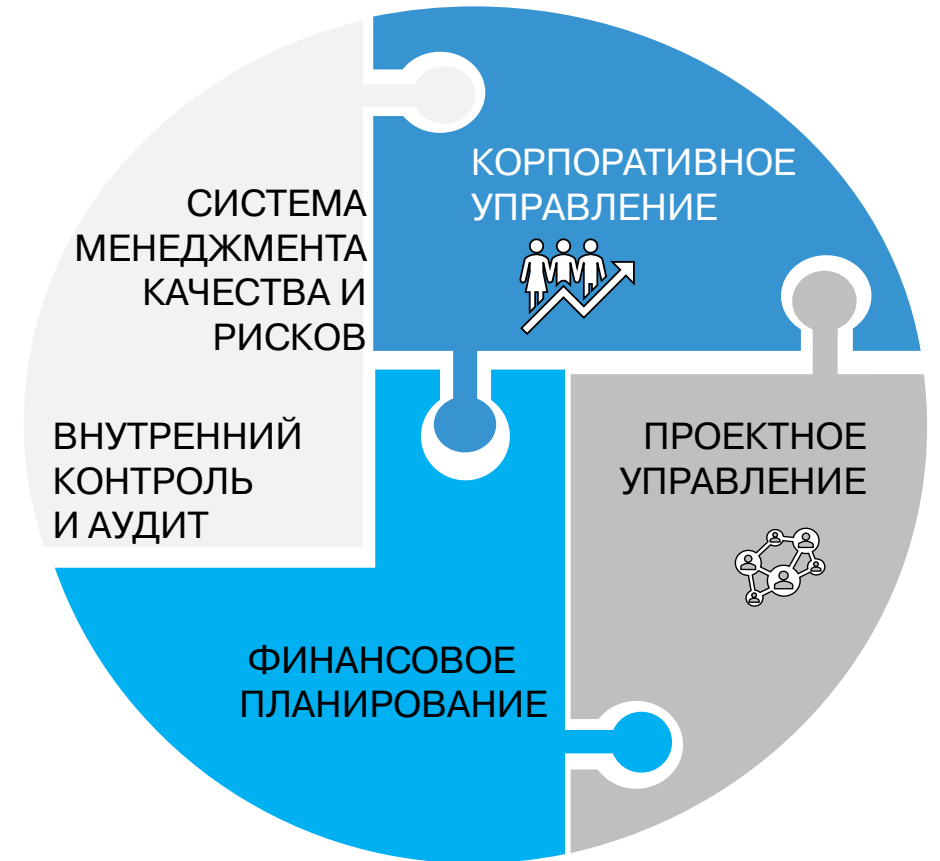 КОРПОРАТИВНОЕ
УПРАВЛЕНИЕ
СИСТЕМА
МЕНЕДЖМЕНТА
КАЧЕСТВА И
РИСКОВ
ВНУТРЕННИЙ
КОНТРОЛЬ
И АУДИТ
ПРОЕКТНОЕ
УПРАВЛЕНИЕ
ФИНАНСОВОЕ
ПЛАНИРОВАНИЕ